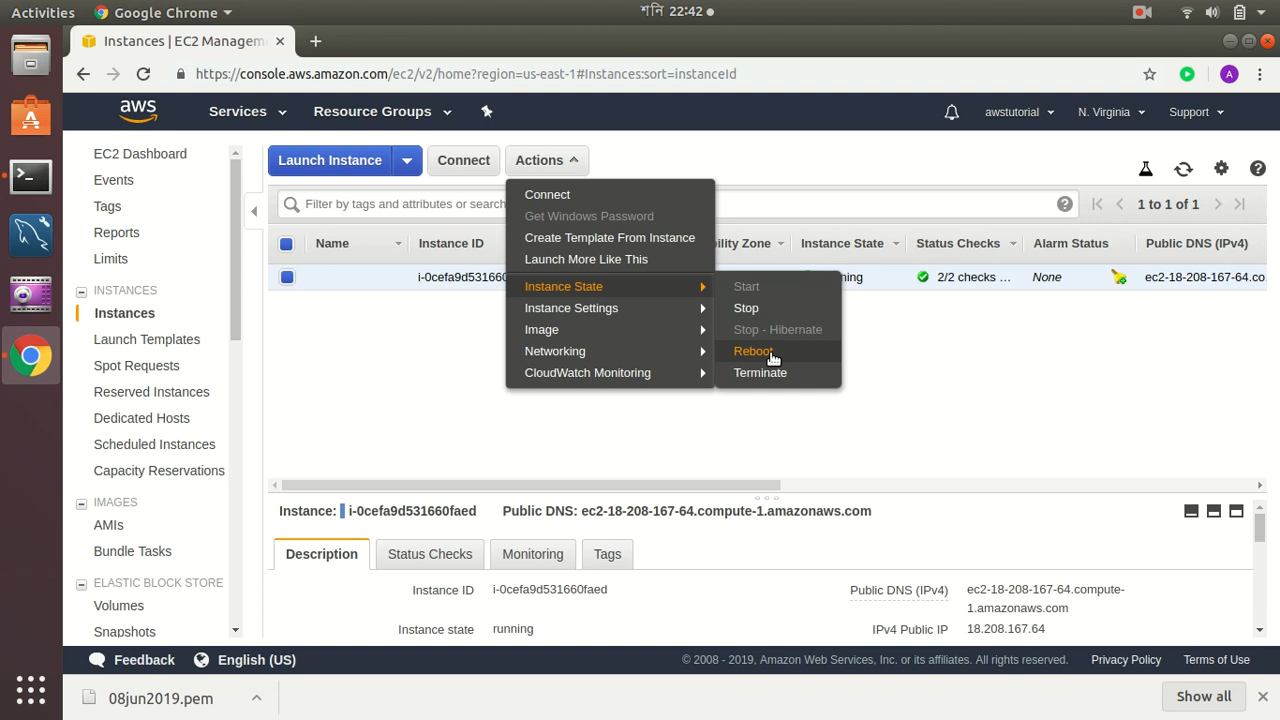 Activities Google Chrome শনি 22:42
Instances | EC2 Managem
https://console.aws.amazon.com/ec2/v2/home?region=us-east-1#Instances:sort=instanceId
A
aws Services Resource Groups awstutorial N. Virginia Support
EC2 Dashboard
Events
Tags
Reports
Limits
INSTANCES
Instances
Launch Templates
Spot Requests
Reserved Instances
Dedicated Hosts
Scheduled Instances
Capacity Reservations
IMAGES
AMIs
Bundle Tasks
ELASTIC BLOCK STORE
Volumes
Snapshots
Launch Instance Connect Actions
Filter by tags and attributes or search 1 to 1 of 1
Name Instance ID bility Zone Instance State Status Checks Alarm Status Public DNS (IPv4)
i-0cefa9d531660 nning 2/2 checks ... None ec2-18-208-167-64.co
Connect
Get Windows Password
Create Template From Instance
Launch More Like This
Instance State
Instance Settings
Image
Networking
CloudWatch Monitoring
Start
Stop
Stop - Hibernate
Reboot
Terminate
Instance: i-0cefa9d531660faed Public DNS: ec2-18-208-167-64.compute-1.amazonaws.com
Description Status Checks Monitoring Tags
Instance ID i-0cefa9d531660faed
Public DNS (IPv4) ec2-18-208-167-64.compute-
1.amazonaws.com
Instance state running
IPv4 Public IP 18.208.167.64
Feedback English (US) © 2008 - 2019, Amazon Web Services, Inc. or its affiliates. All rights reserved. Privacy Policy Terms of Use
08jun2019.pem Show all